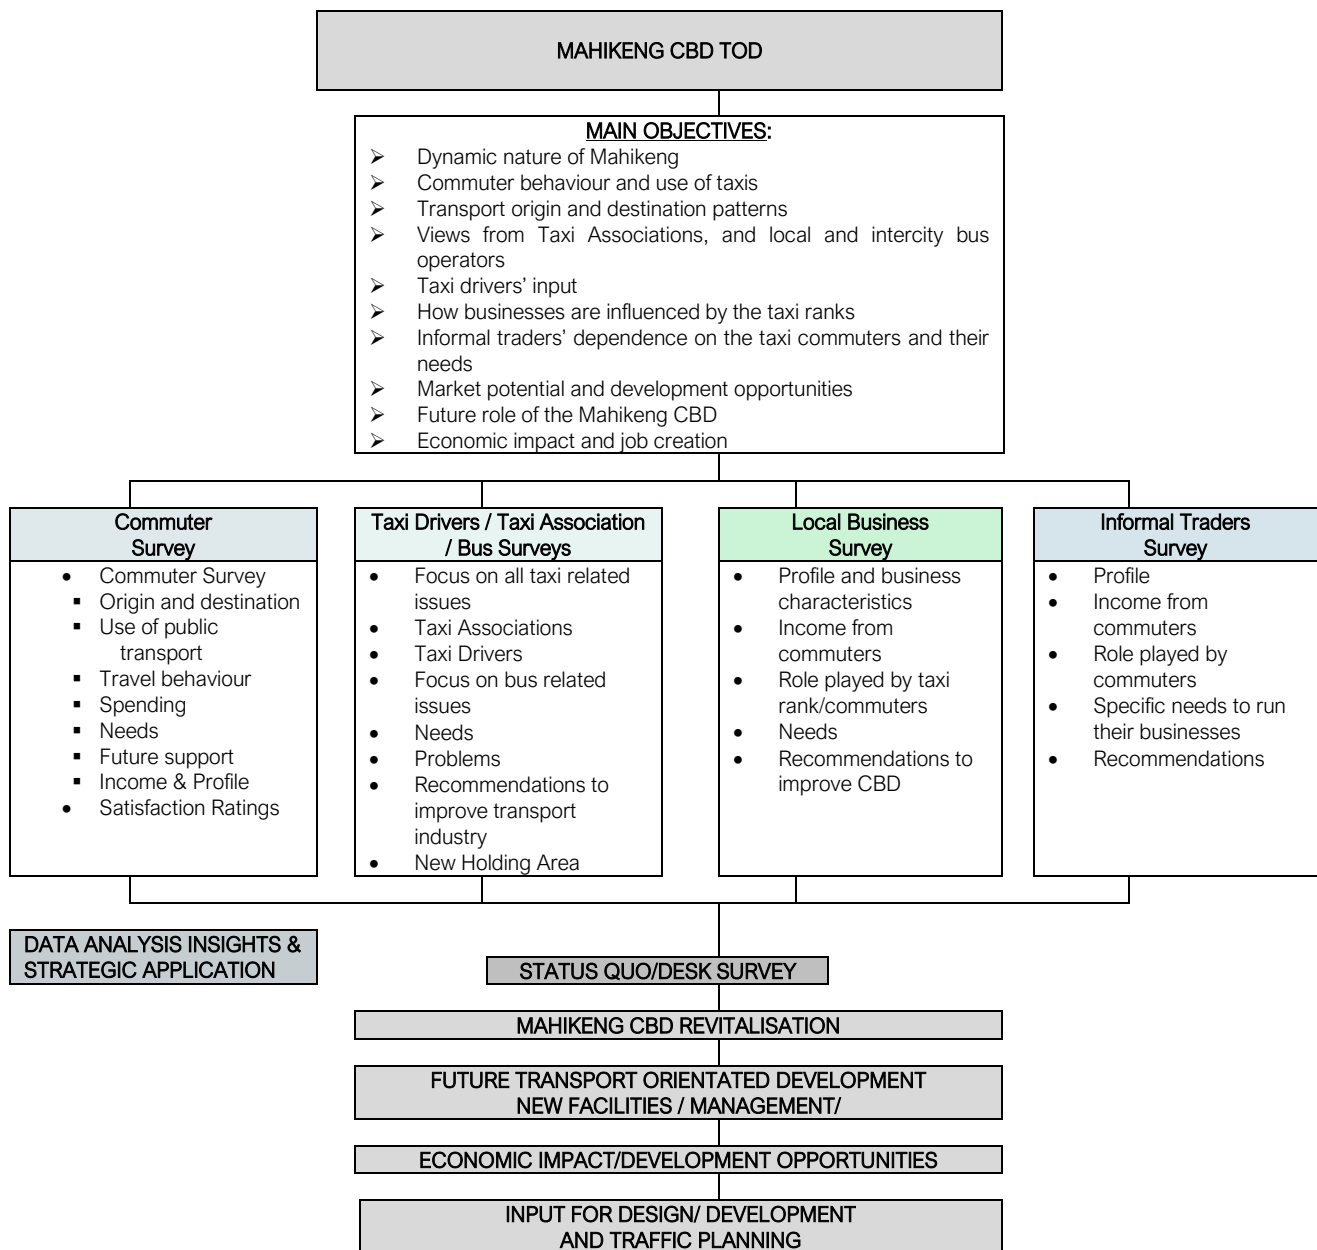 MAHIKENG CBD TOD
MAIN OBJECTIVES:
➤ Dynamic nature of Mahikeng
➤ Commuter behaviour and use of taxis
➤ Transport origin and destination patterns
➤ Views from Taxi Associations, and local and intercity bus
operators
➤ Taxi drivers’ input
➤ How businesses are influenced by the taxi ranks
➤ Informal traders’ dependence on the taxi commuters and their
needs
➤ Market potential and development opportunities
➤ Future role of the Mahikeng CBD
➤ Economic impact and job creation
Commuter
Survey
• Commuter Survey
▪ Origin and destination
▪ Use of public
transport
▪ Travel behaviour
▪ Spending
▪ Needs
▪ Future support
▪ Income & Profile
• Satisfaction Ratings
Taxi Drivers / Taxi Association
/ Bus Surveys
• Focus on all taxi related
issues
• Taxi Associations
• Taxi Drivers
• Focus on bus related
issues
• Needs
• Problems
• Recommendations to
improve transport
industry
• New Holding Area
Local Business
Survey
• Profile and business
characteristics
• Income from
commuters
• Role played by taxi
rank/commuters
• Needs
• Recommendations to
improve CBD
Informal Traders
Survey
• Profile
• Income from
commuters
• Role played by
commuters
• Specific needs to run
their businesses
• Recommendations
DATA ANALYSIS INSIGHTS &
STRATEGIC APPLICATION
STATUS QUO/DESK SURVEY
MAHIKENG CBD REVITALISATION
FUTURE TRANSPORT ORIENTATED DEVELOPMENT
NEW FACILITIES / MANAGEMENT/
ECONOMIC IMPACT/DEVELOPMENT OPPORTUNITIES
INPUT FOR DESIGN/ DEVELOPMENT
AND TRAFFIC PLANNING